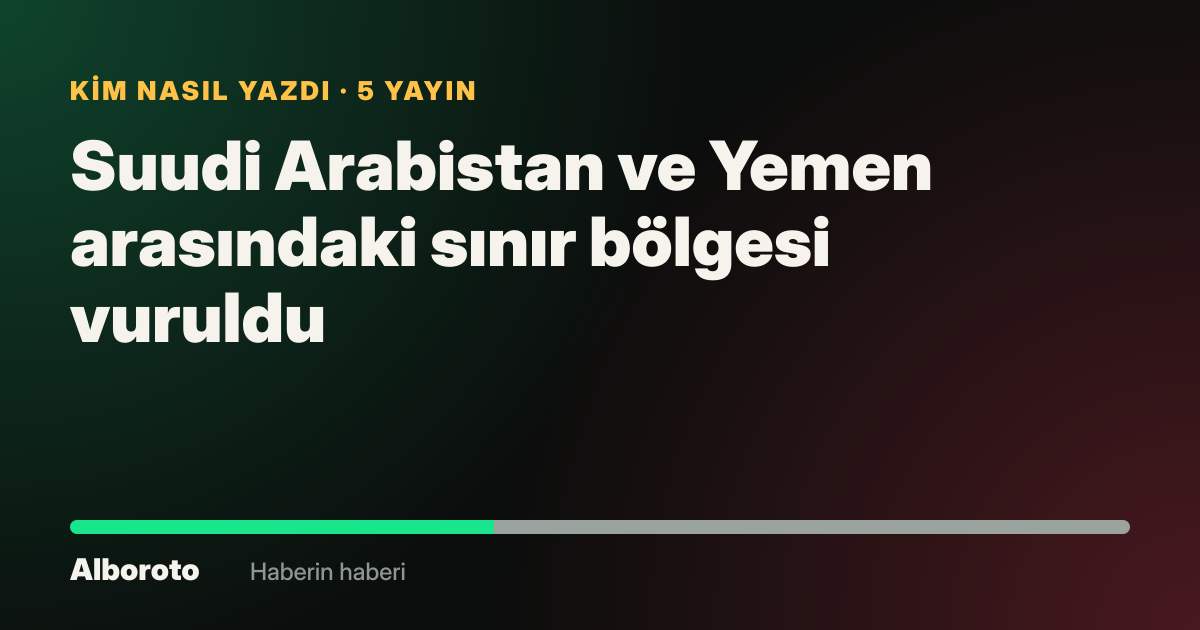 KİM NASIL YAZDI · 5 YAYIN
Suudi Arabistan ve Yemen
arasındaki sınır bölgesi
vuruldu
Alboroto
Haberin haberi